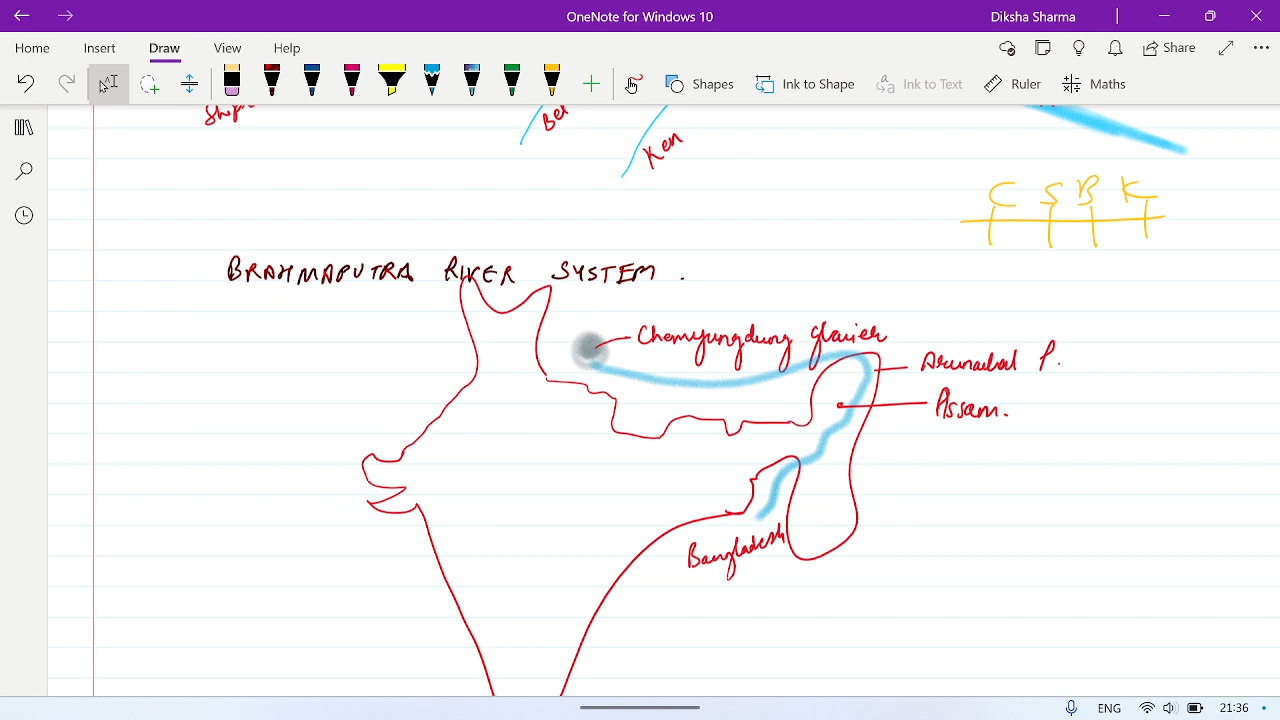 OneNote for Windows 10
Diksha Sharma
Home Insert Draw View Help
Share
Shapes Ink to Shape Ink to Text Ruler Maths
Ken
C S B K
BRAHMAPUTRA RIVER SYSTEM .
Chemyungdung glacier
Arunachal P.
Assam.
Bangladesh
ENG 21:36